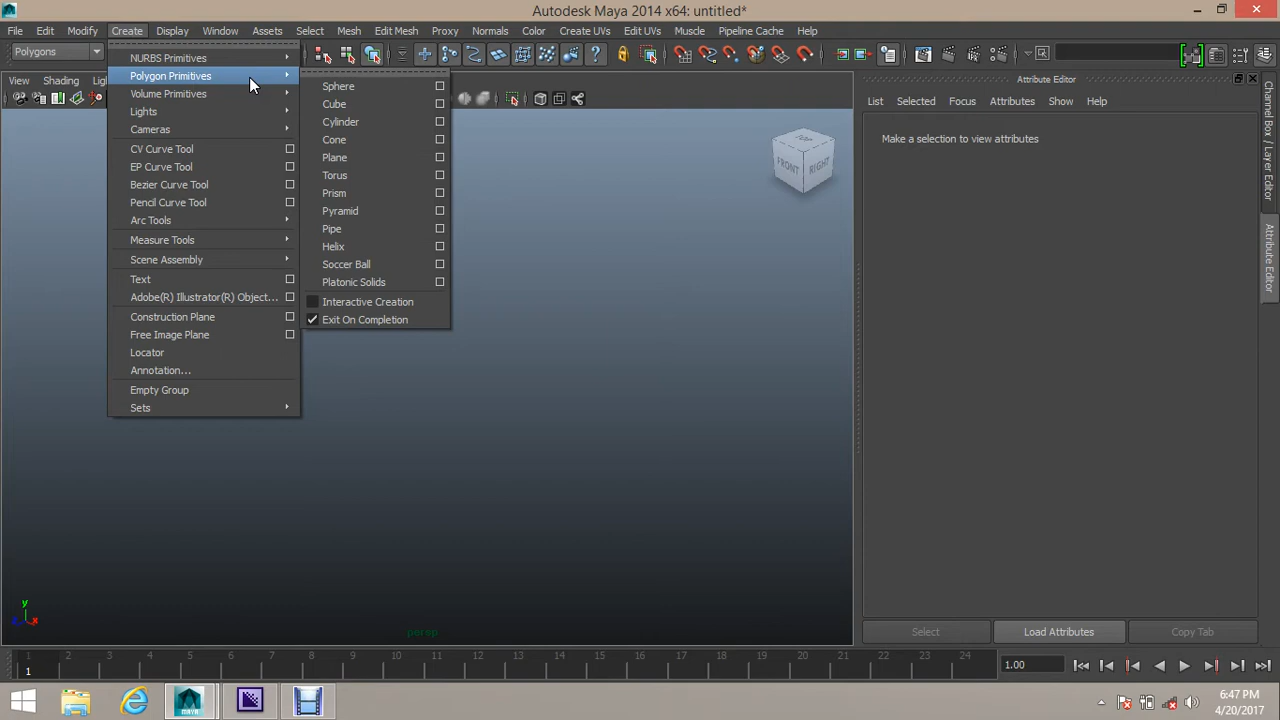 Autodesk Maya 2014 x64: untitled*
File Edit Modify Create Display Window Assets Select Mesh Edit Mesh Proxy Normals Color Create UVs Edit UVs Muscle Pipeline Cache Help
Polygons
View Shading
NURBS Primitives
Polygon Primitives
Volume Primitives
Lights
Cameras
CV Curve Tool
EP Curve Tool
Bezier Curve Tool
Pencil Curve Tool
Arc Tools
Measure Tools
Scene Assembly
Text
Adobe(R) Illustrator(R) Object...
Construction Plane
Free Image Plane
Locator
Annotation...
Empty Group
Sets
Sphere
Cube
Cylinder
Cone
Plane
Torus
Prism
Pyramid
Pipe
Helix
Soccer Ball
Platonic Solids
Interactive Creation
Exit On Completion
TOP
FRONT RIGHT
Attribute Editor
List Selected Focus Attributes Show Help
Make a selection to view attributes
Channel Box / Layer Editor
Attribute Editor
y
x
persp
Select Load Attributes Copy Tab
1 2 3 4 5 6 7 8 9 10 11 12 13 14 15 16 17 18 19 20 21 22 23 24
1
1.00
MAYA
6:47 PM
4/20/2017